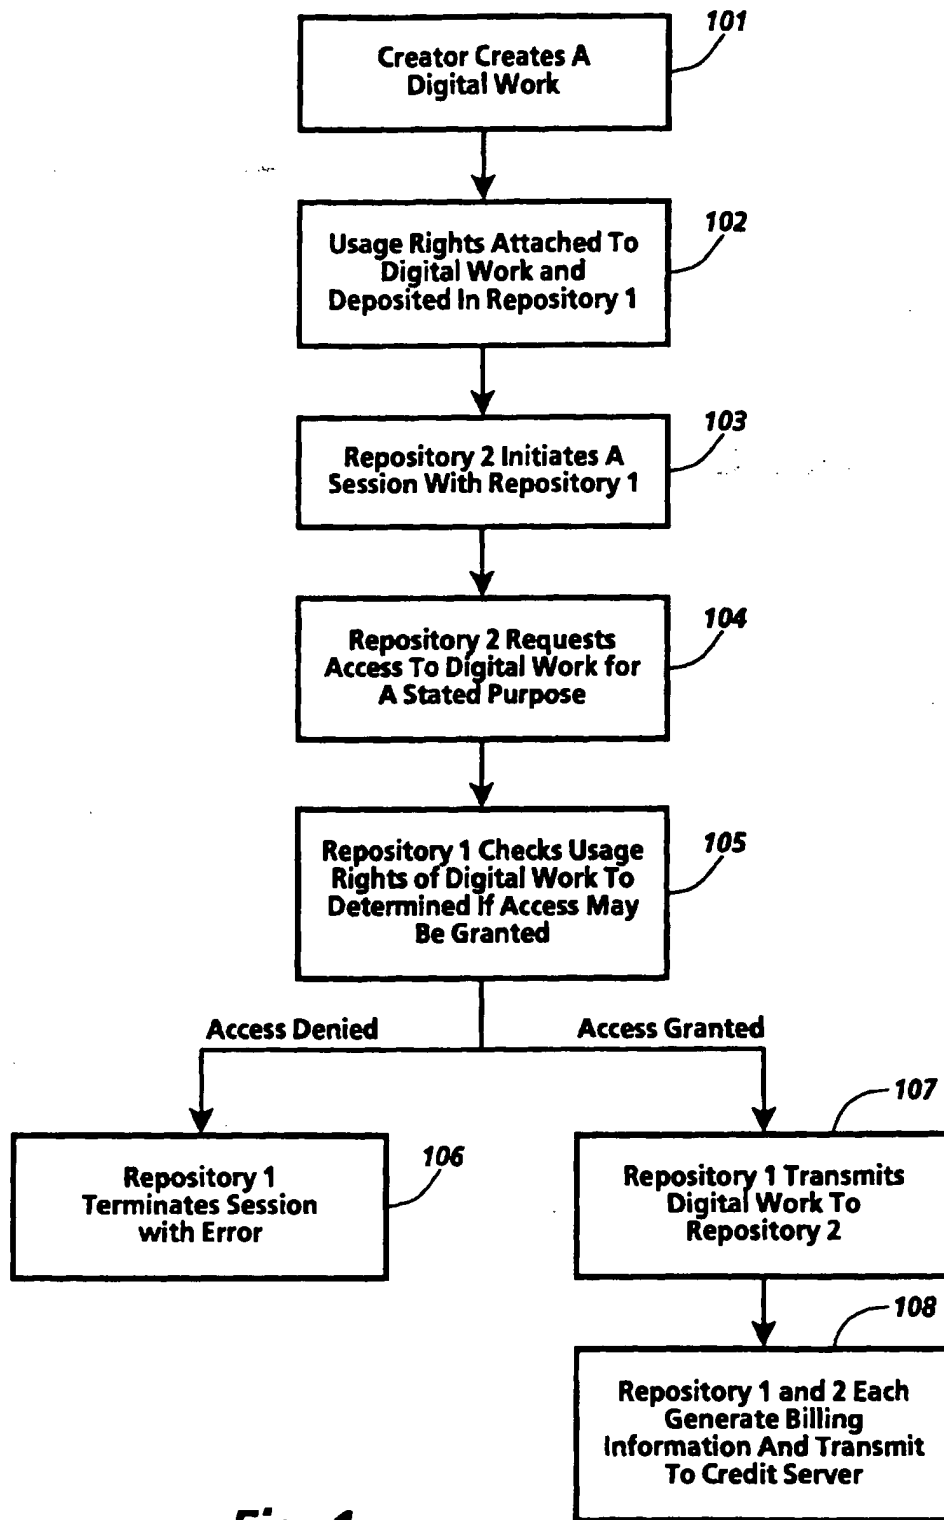 101
Creator Creates A
Digital Work
102
Usage Rights Attached To
Digital Work and
Deposited In Repository 1
103
Repository 2 Initiates A
Session With Repository 1
104
Repository 2 Requests
Access To Digital Work for
A Stated Purpose
105
Repository 1 Checks Usage
Rights of Digital Work To
Determined If Access May
Be Granted
Access Denied
Access Granted
106
Repository 1
Terminates Session
with Error
107
Repository 1 Transmits
Digital Work To
Repository 2
108
Repository 1 and 2 Each
Generate Billing
Information And Transmit
To Credit Server
Fig. 1